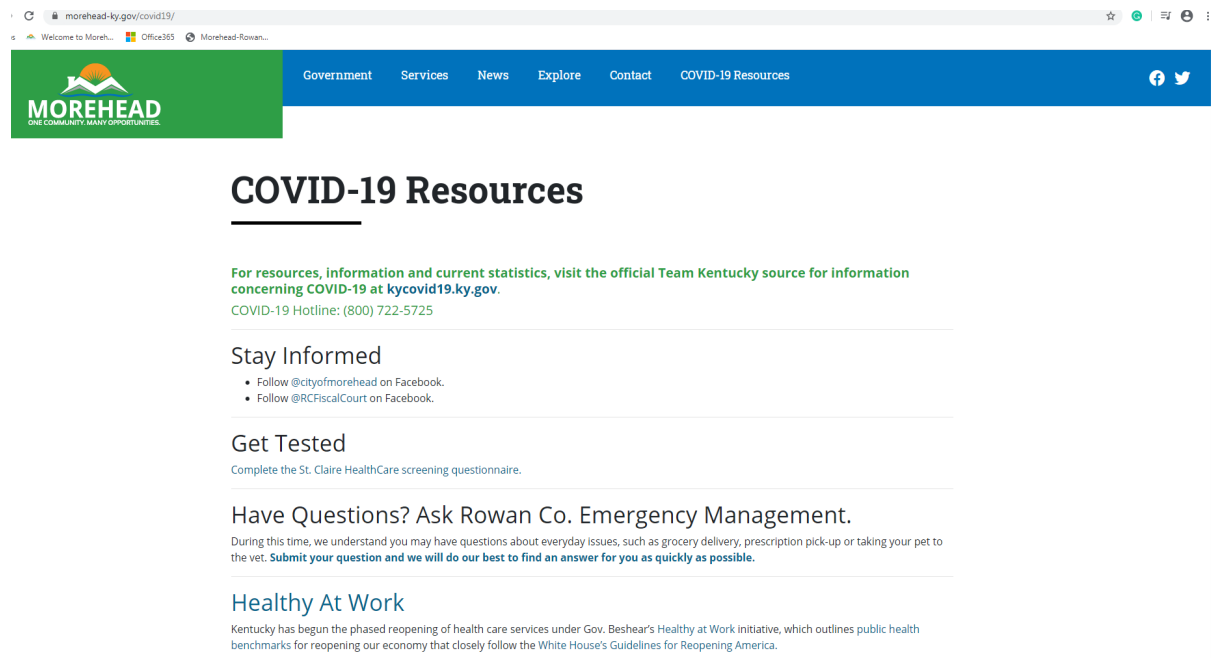 morehead-ky.gov/covid19/
Welcome to Moreh... Office365 Morehead-Rowan...
Government Services News Explore Contact COVID-19 Resources
MOREHEAD
ONE COMMUNITY. MANY OPPORTUNITIES.
COVID-19 Resources
For resources, information and current statistics, visit the official Team Kentucky source for information
concerning COVID-19 at kycovid19.ky.gov.
COVID-19 Hotline: (800) 722-5725
Stay Informed
• Follow @cityofmorehead on Facebook.
• Follow @RCFiscalCourt on Facebook.
Get Tested
Complete the St. Claire HealthCare screening questionnaire.
Have Questions? Ask Rowan Co. Emergency Management.
During this time, we understand you may have questions about everyday issues, such as grocery delivery, prescription pick-up or taking your pet to
the vet. Submit your question and we will do our best to find an answer for you as quickly as possible.
Healthy At Work
Kentucky has begun the phased reopening of health care services under Gov. Beshear's Healthy at Work initiative, which outlines public health
benchmarks for reopening our economy that closely follow the White House's Guidelines for Reopening America.